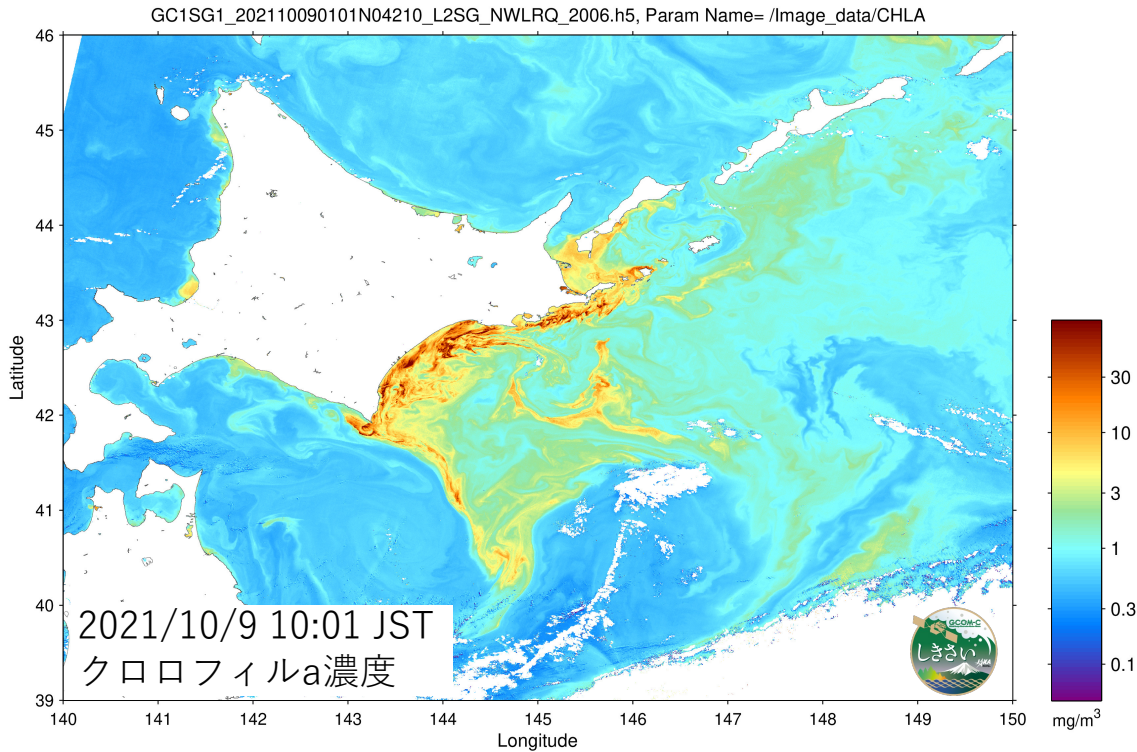 GC1SG1_202110090101N04210_L2SG_NWLRQ_2006.h5, Param Name= /Image_data/CHLA
46
45
44
43
42
41
40
39
Latitude
140 141 142 143 144 145 146 147 148 149 150
Longitude
2021/10/9 10:01 JST
クロロフィルa濃度
GCOM-C
しきさい
JAXA
30
10
3
1
0.3
0.1
mg/m³